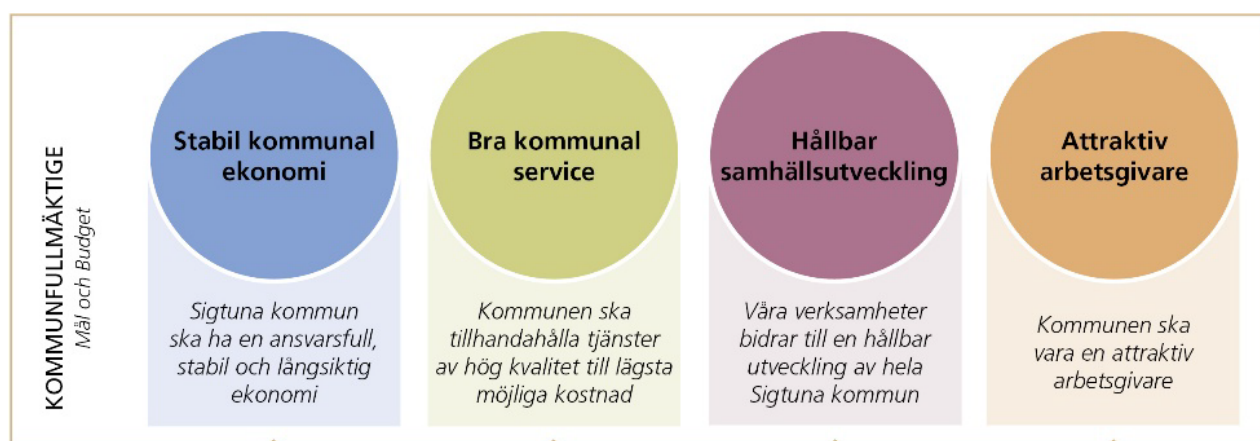 KOMMUNFULLMÄKTIGE
Mål och Budget
Stabil kommunal
ekonomi
Sigtuna kommun
ska ha en ansvarsfull,
stabil och långsiktig
ekonomi
Bra kommunal
service
Kommunen ska
tillhandahålla tjänster
av hög kvalitet till lägsta
möjliga kostnad
Hållbar
samhällsutveckling
Våra verksamheter
bidrar till en hållbar
utveckling av hela
Sigtuna kommun
Attraktiv
arbetsgivare
Kommunen ska
vara en attraktiv
arbetsgivare